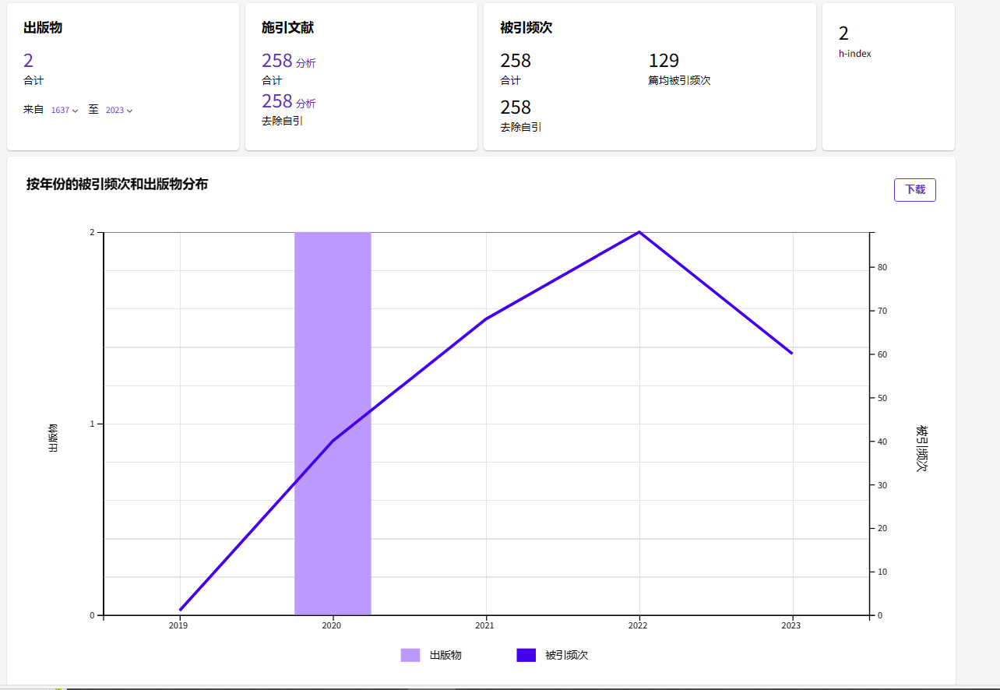 出版物
2
合计
来自 1637 至 2023
施引文献
258 分析
合计
258 分析
去除自引
被引频次
258
合计
129
篇均被引频次
258
去除自引
2
h-index
按年份的被引频次和出版物分布
下载
2
1
0
出版物
80
70
60
50
40
30
20
10
0
被引频次
2019 2020 2021 2022 2023
出版物 被引频次